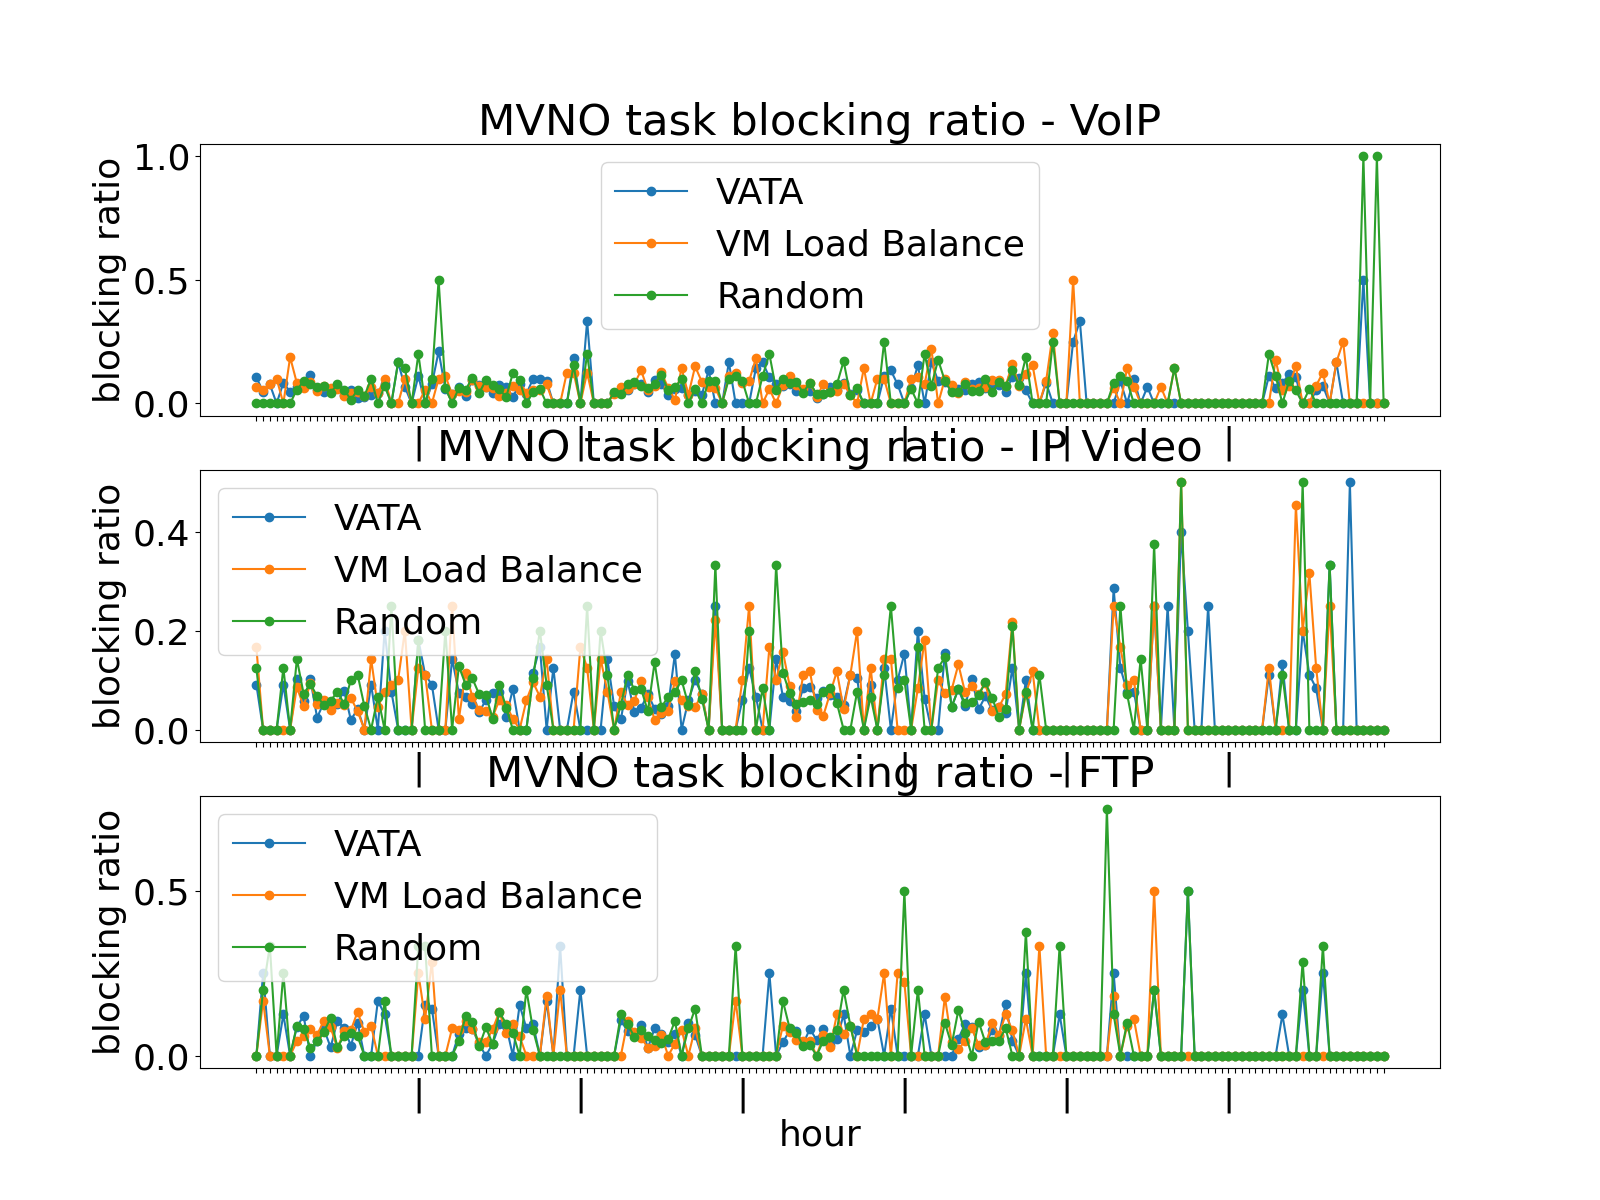 MVNO task blocking ratio - VoIP
blocking ratio
1.0
0.5
0.0
VATA
VM Load Balance
Random
| | | | | |
MVNO task blocking ratio - IP Video
blocking ratio
0.4
0.2
0.0
VATA
VM Load Balance
Random
| | | | | |
MVNO task blocking ratio - FTP
blocking ratio
0.5
0.0
VATA
VM Load Balance
Random
| | | | | |
hour